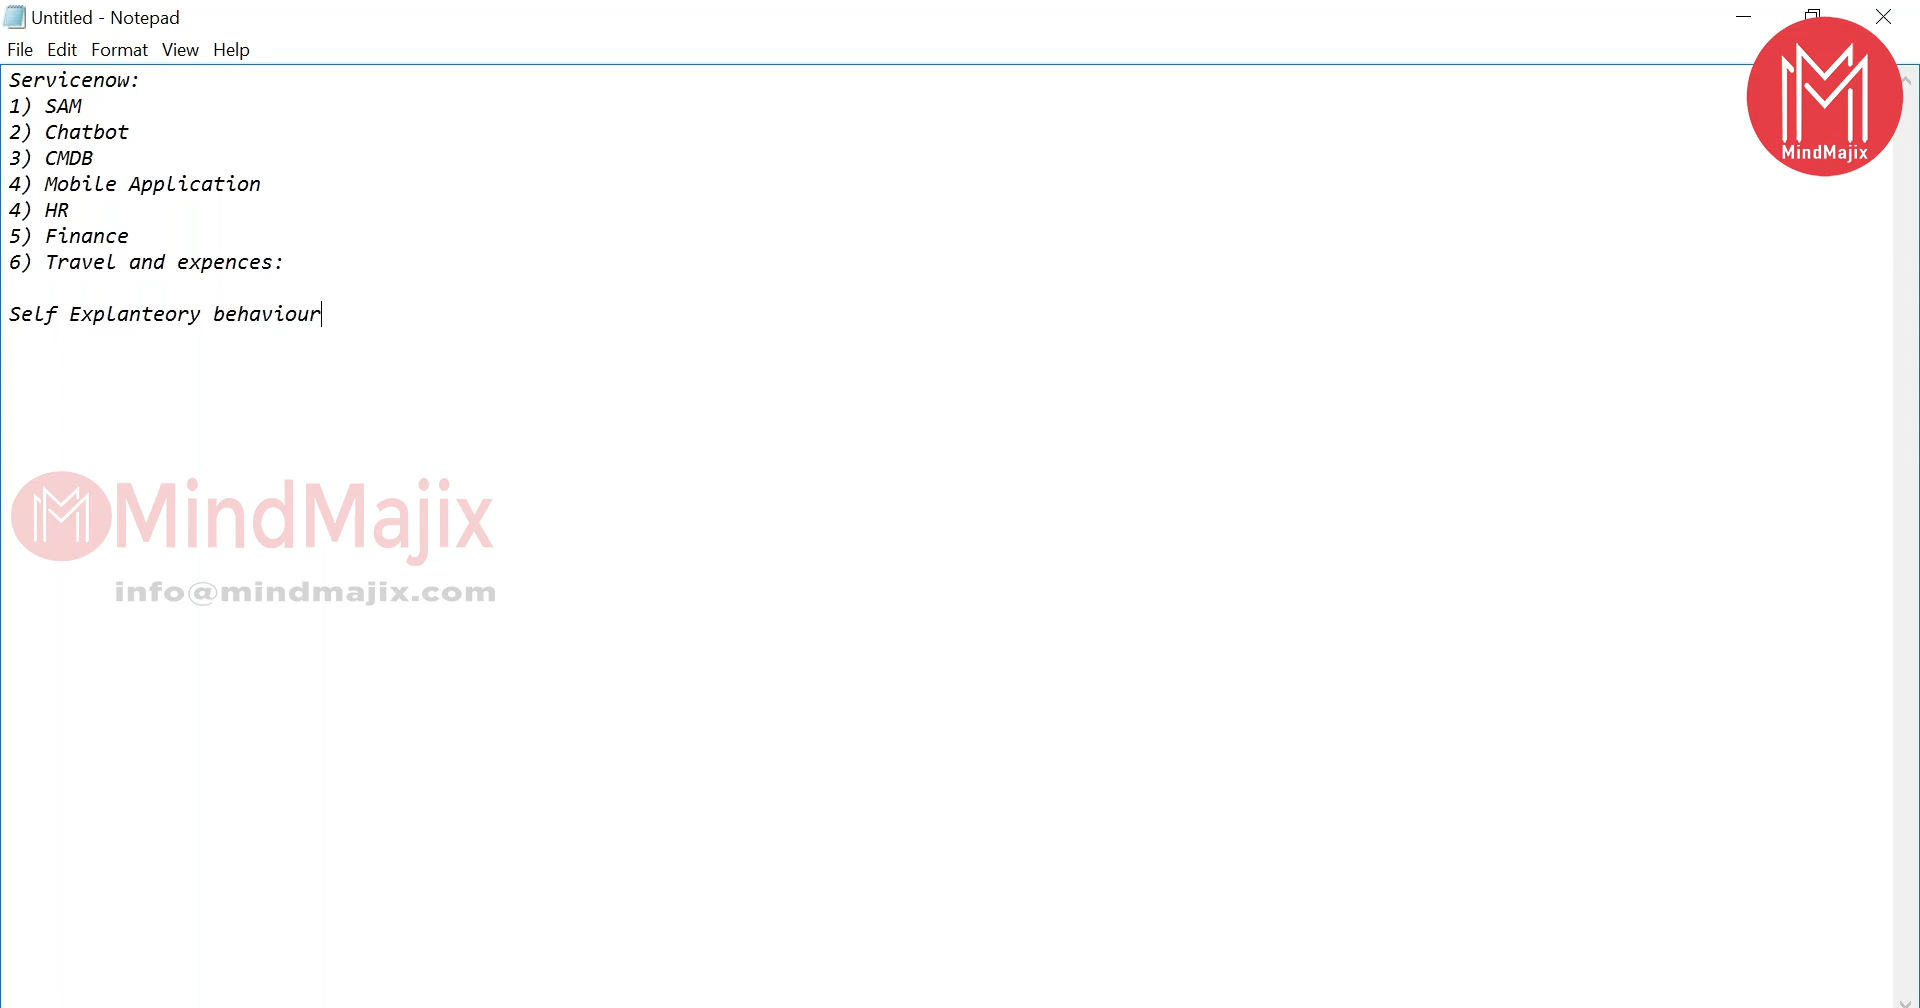 Untitled - Notepad
File Edit Format View Help
Servicenow:
1) SAM
2) Chatbot
3) CMDB
4) Mobile Application
4) HR
5) Finance
6) Travel and expences:
Self Explanteory behaviour
MindMajix
MindMajix
info@mindmajix.com